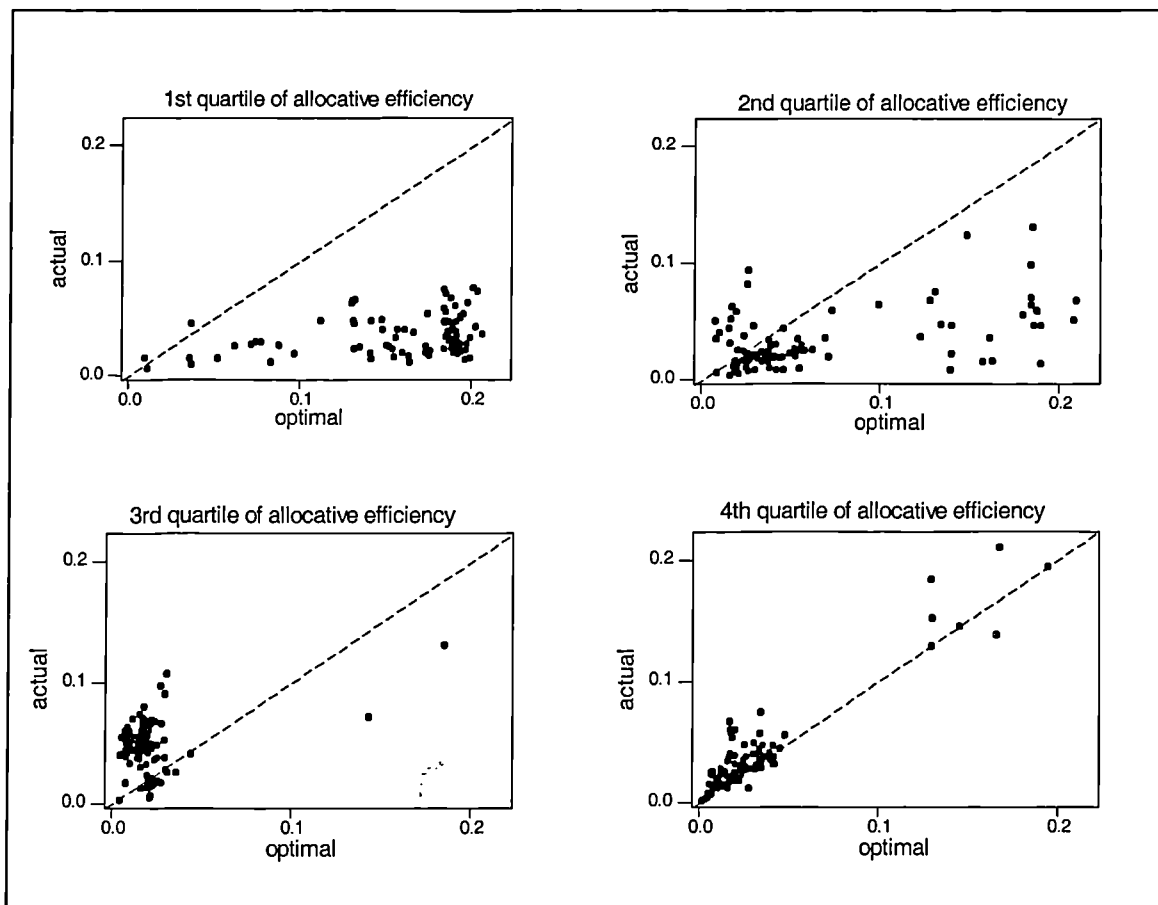 1st quartile of allocative efficiency
0.2
0.1
0.0
actual
0.0 0.1 0.2
optimal
2nd quartile of allocative efficiency
0.2
0.1
0.0
actual
0.0 0.1 0.2
optimal
3rd quartile of allocative efficiency
0.2
0.1
0.0
actual
0.0 0.1 0.2
optimal
4th quartile of allocative efficiency
0.2
0.1
0.0
actual
0.0 0.1 0.2
optimal